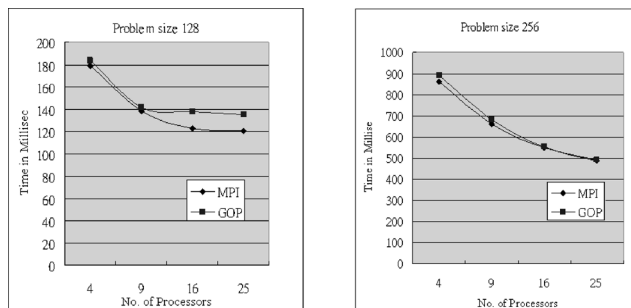 Problem size 128
200
180
160
140
120
100
80
60
40
20
0
Time in Millisec
MPI
GOP
4 9 16 25
No. of Processors
Problem size 256
1000
900
800
700
600
500
400
300
200
100
0
Time in Millise
MPI
GOP
4 9 16 25
No. of Processors